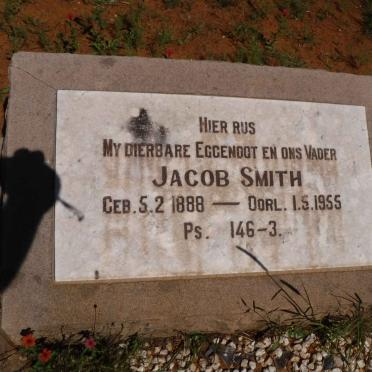 HIER RUS
MY DIERBARE EGGENOOT EN ONS VADER
JACOB SMITH
GEB. 5.2 1888 — OORL. 1.5.1955
PS. 146-3.